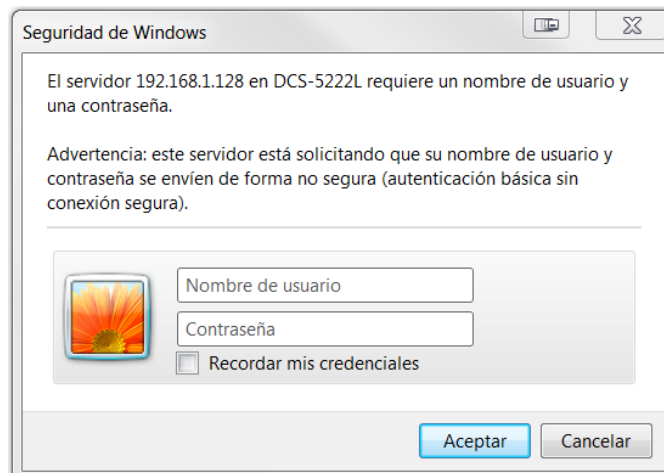 Seguridad de Windows
El servidor 192.168.1.128 en DCS-5222L requiere un nombre de usuario y
una contraseña.
Advertencia: este servidor está solicitando que su nombre de usuario y
contraseña se envíen de forma no segura (autenticación básica sin
conexión segura).
Nombre de usuario
Contraseña
Recordar mis credenciales
Aceptar Cancelar